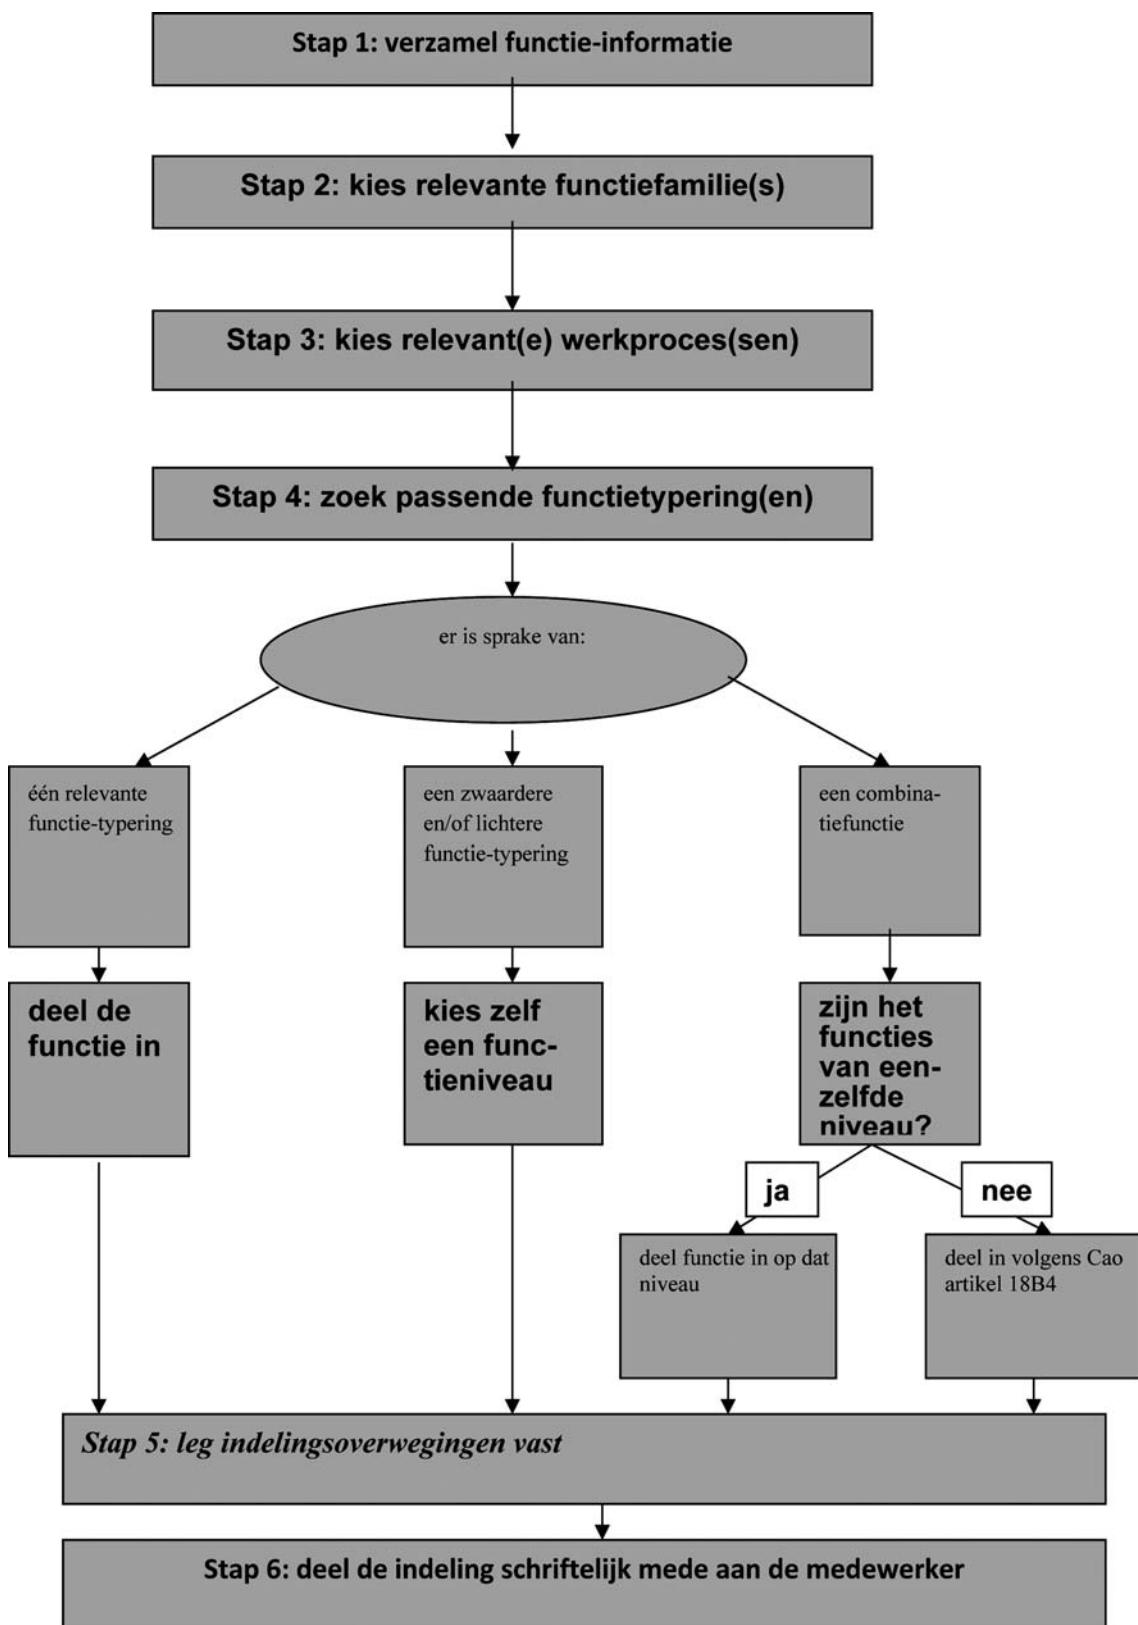 Stap 1: verzamel functie-informatie
Stap 2: kies relevante functiefamilie(s)
Stap 3: kies relevant(e) werkproces(sen)
Stap 4: zoek passende functietypering(en)
er is sprake van:
één relevante
functie-typering
een zwaardere
en/of lichtere
functie-typering
een combina-
tiefunctie
deel de
functie in
kies zelf
een func-
tieniveau
zijn het
functies
van een-
zelfde
niveau?
ja
nee
deel functie in op dat
niveau
deel in volgens Cao
artikel 18B4
Stap 5: leg indelingsoverwegingen vast
Stap 6: deel de indeling schriftelijk mede aan de medewerker